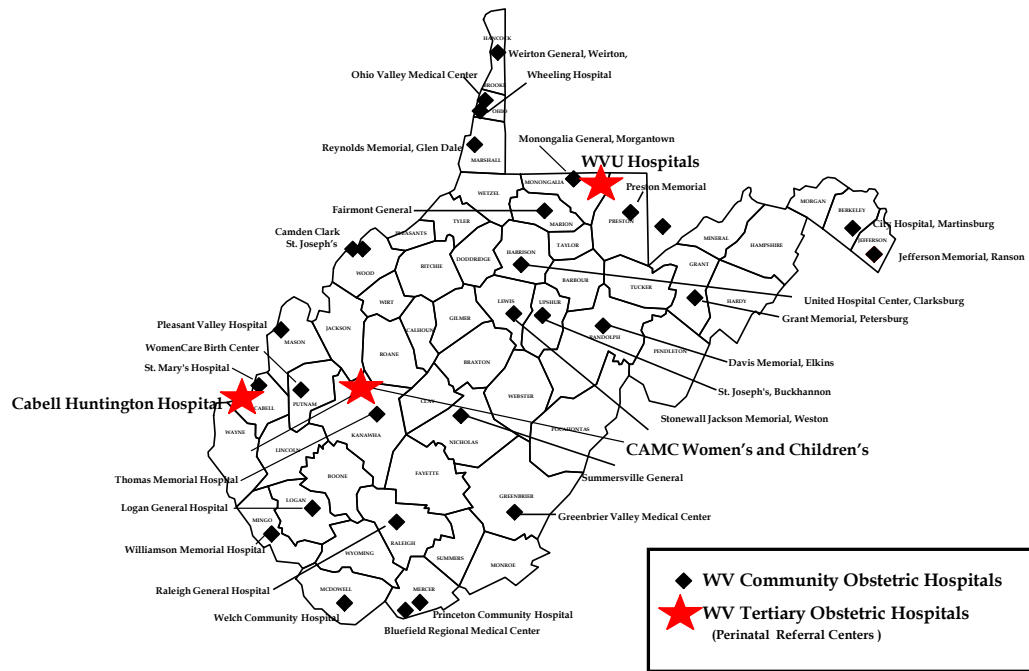 HANCOCK
Weirton General, Weirton,
Ohio Valley Medical Center
Wheeling Hospital
BROOKE
OHIO
Monongalia General, Morgantown
Reynolds Memorial, Glen Dale
MARSHALL
WVU Hospitals
Preston Memorial
MONONGALIA
WETZEL
MORGAN
BERKELEY
Fairmont General
TYLER
MARION
PRESTON
City Hospital, Martinsburg
JEFFERSON
Camden Clark
St. Joseph's
PLEASANTS
TAYLOR
MINERAL
HAMPSHIRE
Jefferson Memorial, Ranson
WOOD
RITCHIE
DODDRIDGE
HARRISON
GRANT
BARBOUR
TUCKER
HARDY
United Hospital Center, Clarksburg
WIRT
LEWIS
UPSHUR
Grant Memorial, Petersburg
Pleasant Valley Hospital
MASON
JACKSON
CALHOUN
GILMER
RANDOLPH
WomenCare Birth Center
ROANE
PENDLETON
Davis Memorial, Elkins
St. Mary's Hospital
BRAXTON
St. Joseph's, Buckhannon
Cabell Huntington Hospital
CABELL
PUTNAM
CLAY
WEBSTER
Stonewall Jackson Memorial, Weston
WAYNE
KANAWHA
NICHOLAS
POCAHONTAS
LINCOLN
CAMC Women's and Children's
Thomas Memorial Hospital
BOONE
FAYETTE
Summersville General
Logan General Hospital
LOGAN
GREENBRIER
Greenbrier Valley Medical Center
MINGO
Williamson Memorial Hospital
RALEIGH
WYOMING
SUMMERS
MONROE
Raleigh General Hospital
MCDOWELL
MERCER
Welch Community Hospital
Princeton Community Hospital
Bluefield Regional Medical Center
WV Community Obstetric Hospitals
WV Tertiary Obstetric Hospitals
(Perinatal Referral Centers )